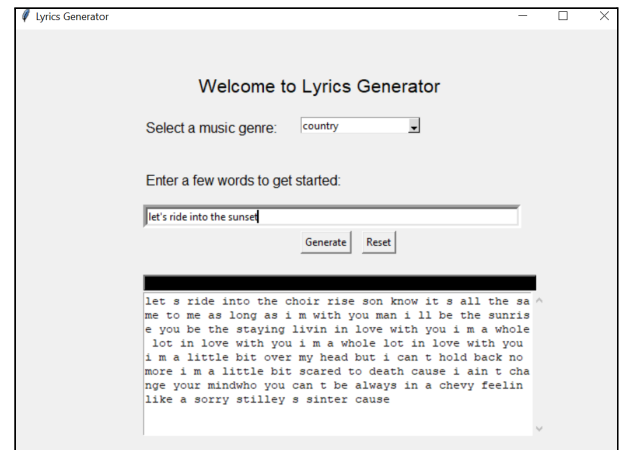 Lyrics Generator
Welcome to Lyrics Generator
Select a music genre: country
Enter a few words to get started:
let's ride into the sunset
Generate Reset
let s ride into the choir rise son know it s all the sa
me to me as long as i m with you man i ll be the sunris
e you be the staying livin in love with you i m a whole
lot in love with you i m a whole lot in love with you
i m a little bit over my head but i can t hold back no
more i m a little bit scared to death cause i ain t cha
nge your mindwho you can t be always in a chevy feelin
like a sorry stilley s sinter cause